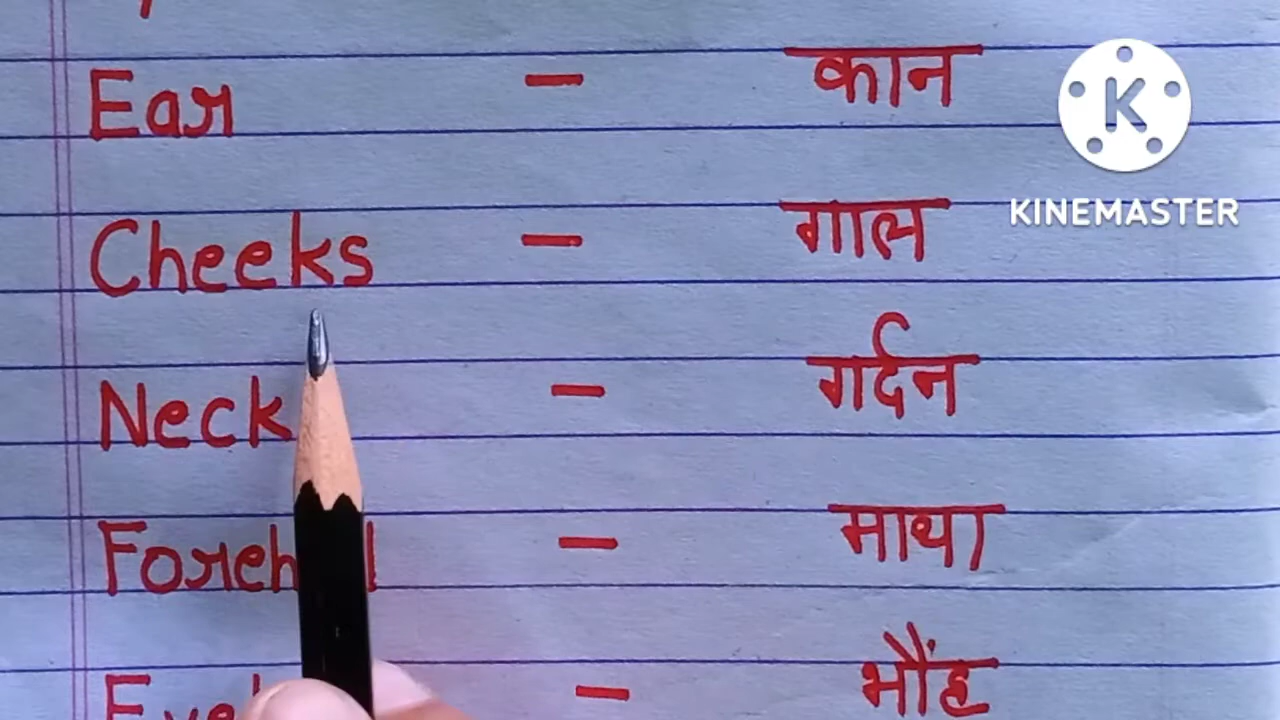 Ear - कान
Cheeks - गाल
Neck - गर्दन
- माथा
- भौंह
KINEMASTER